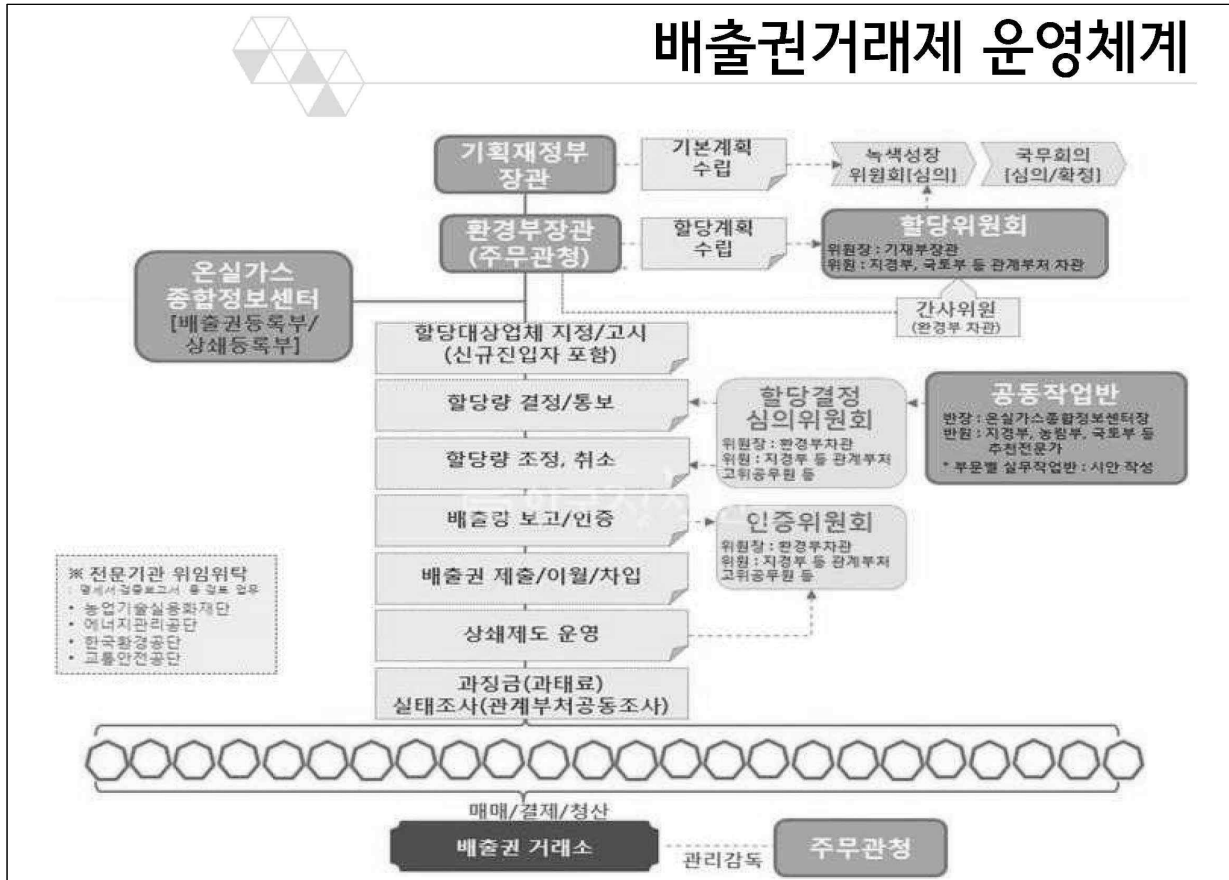 배출권거래제 운영체계
기획재정부
장관
기본계획
수립
녹색성장
위원회[심의]
국무회의
[심의/확정]
환경부장관
(주무관청)
할당계획
수립
할당위원회
위원장 : 기재부장관
위원 : 지경부, 국토부 등 관계부처 차관
간사위원
(환경부 차관)
온실가스
종합정보센터
[배출권등록부/
상쇄등록부]
할당대상업체 지정/고시
(신규진입자 포함)
할당량 결정/통보
할당량 조정, 취소
할당결정
심의위원회
위원장 : 환경부차관
위원 : 지경부 등 관계부처
고위공무원 등
공동작업반
반장 : 온실가스종합정보센터장
반원 : 지경부, 농림부, 국토부 등
추천전문가
* 부문별 실무작업반 : 시안 작성
배출량 보고/인증
인증위원회
위원장 : 환경부차관
위원 : 지경부 등 관계부처
고위공무원 등
배출권 제출/이월/차입
상쇄제도 운영
과징금(과태료)
실태조사(관계부처공동조사)
※ 전문기관 위임위탁
: 명세서 검증보고서 등 검토 업무
• 농업기술실용화재단
• 에너지관리공단
• 한국환경공단
• 교통안전공단
매매/결제/청산
배출권 거래소
관리감독
주무관청